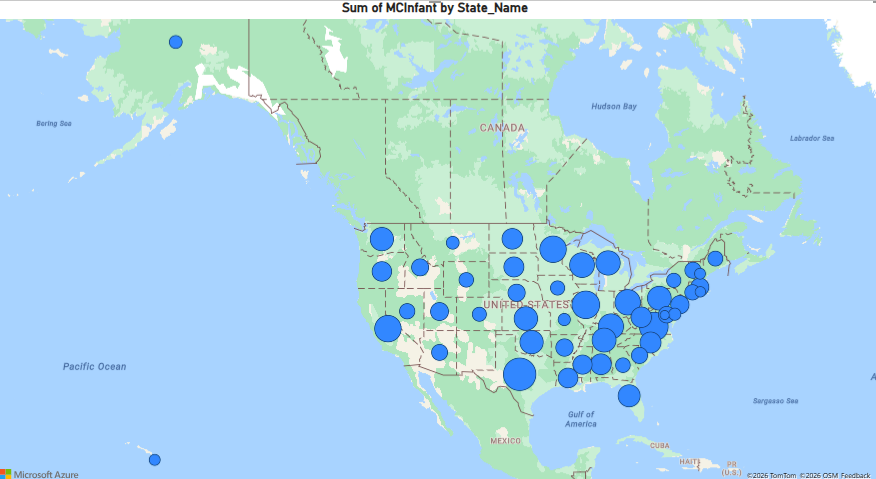 Sum of MCInfant by State_Name
Hudson Bay
Bering Sea
CANADA
Labrador Sea
UNITED STATES
Pacific Ocean
Sargasso Sea
Gulf of
America
MEXICO
CUBA
HAITI
PR
(U.S.)
A
Microsoft Azure
©2026 TomTom ©2026 OSM Feedback